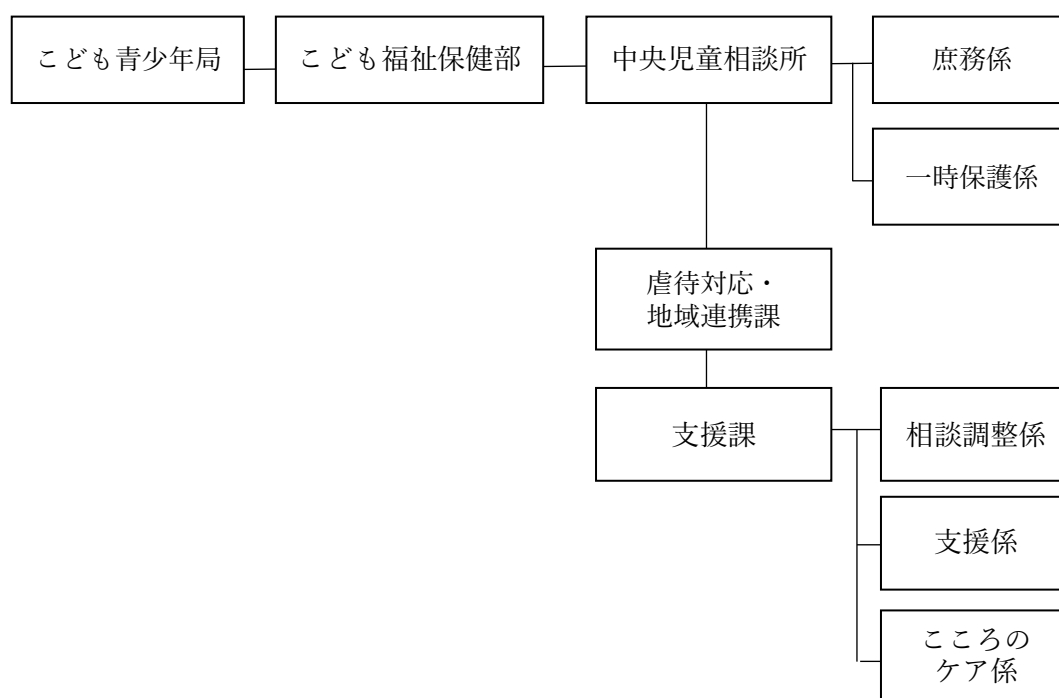 こども青少年局
こども福祉保健部
中央児童相談所
庶務係
一時保護係
虐待対応・
地域連携課
支援課
相談調整係
支援係
こころの
ケア係